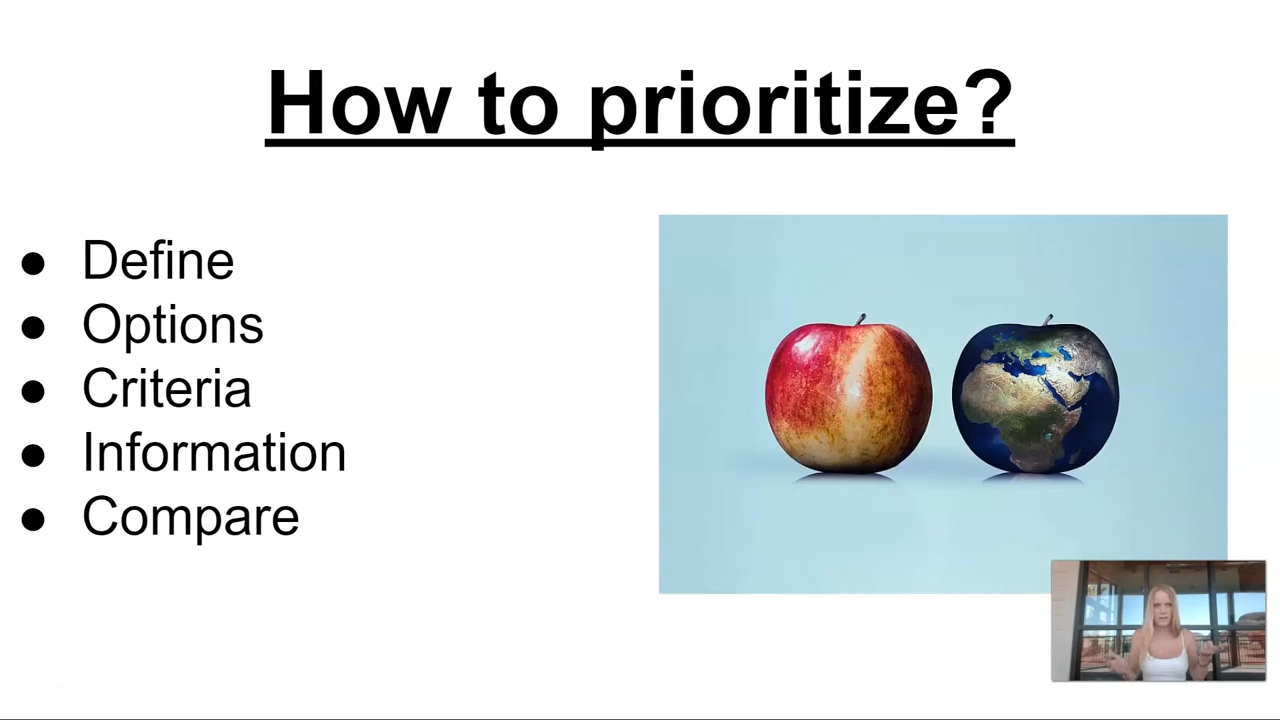 How to prioritize?
● Define
● Options
● Criteria
● Information
● Compare